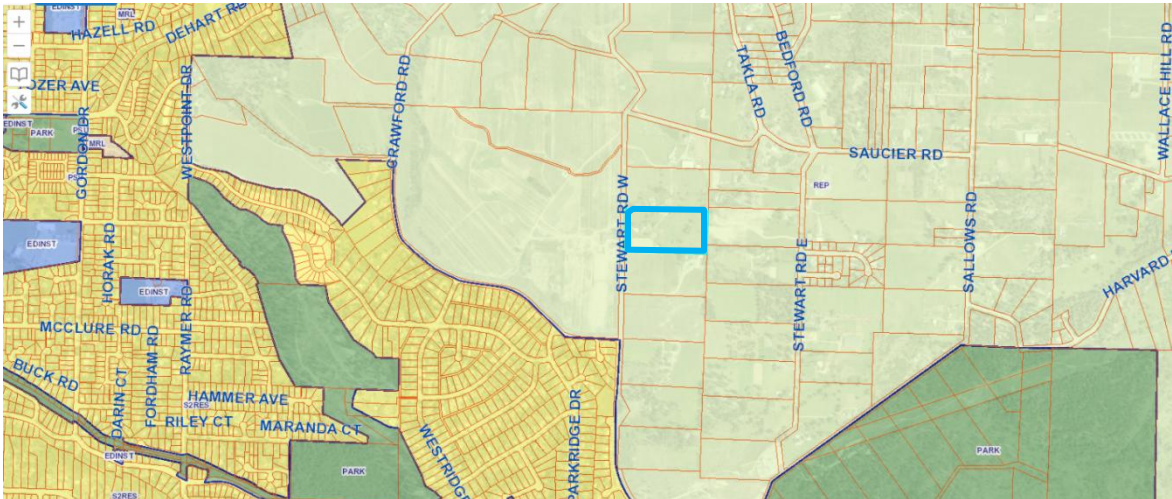 EDINST
MRL
HAZELL RD
DEHART RD
BEDFORD RD
TAKLA RD
WALLACE HILL RD
OZER AVE
WESTPOINT DR
CRAWFORD RD
EDINST
PARK
MRL
GORDON DR
SAUCIER RD
REP
STEWART RD W
SALLOWS RD
EDINST
HORAK RD
EDINST
STEWART RD E
HARVARD
MCCLURE RD
RAYMER RD
FORDHAM RD
BUCK RD
DARIN CT
HAMMER AVE
S2RES
RILEY CT
MARANDA CT
WESTRIDGE
PARKRIDGE DR
EDINST
PARK
PARK
S2RES